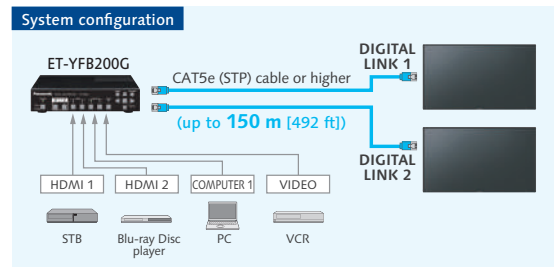 System configuration
ET-YFB200G
DIGITAL
LINK 1
CAT5e (STP) cable or higher
(up to 150 m [492 ft])
DIGITAL
LINK 2
HDMI 1
HDMI 2
COMPUTER 1
VIDEO
STB
Blu-ray Disc
player
PC
VCR